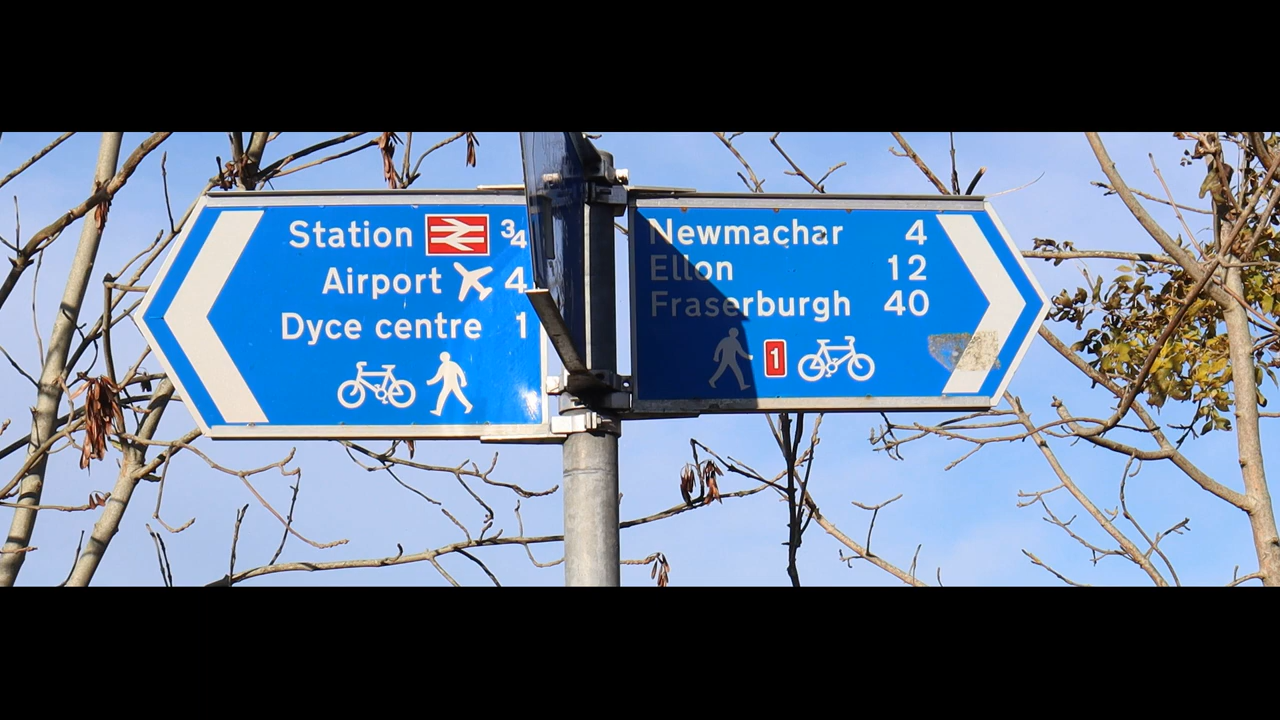 Station ¾
Airport 4
Dyce centre 1
Newmachar 4
Ellon 12
Fraserburgh 40
1